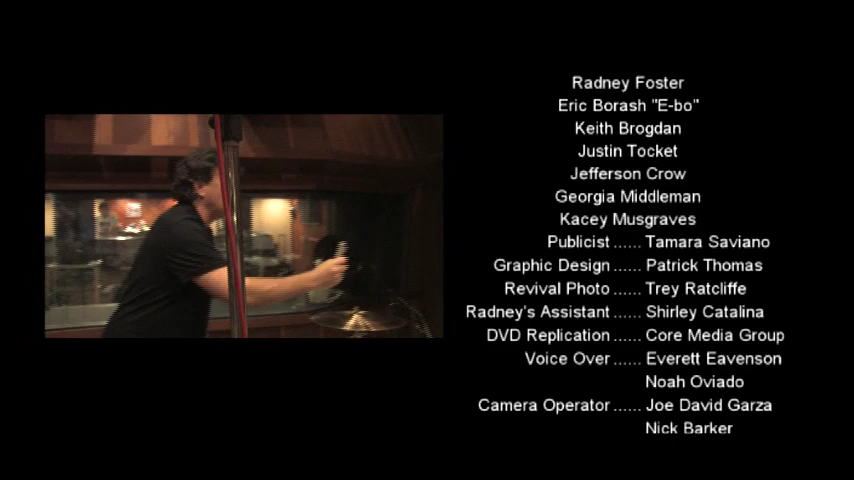 Radney Foster
Eric Borash "E-bo"
Keith Brogdan
Justin Tocket
Jefferson Crow
Georgia Middleman
Kacey Musgraves
Publicist ...... Tamara Saviano
Graphic Design ...... Patrick Thomas
Revival Photo ...... Trey Ratcliffe
Radney's Assistant ...... Shirley Catalina
DVD Replication ...... Core Media Group
Voice Over ...... Everett Eavenson
Noah Oviado
Camera Operator ...... Joe David Garza
Nick Barker